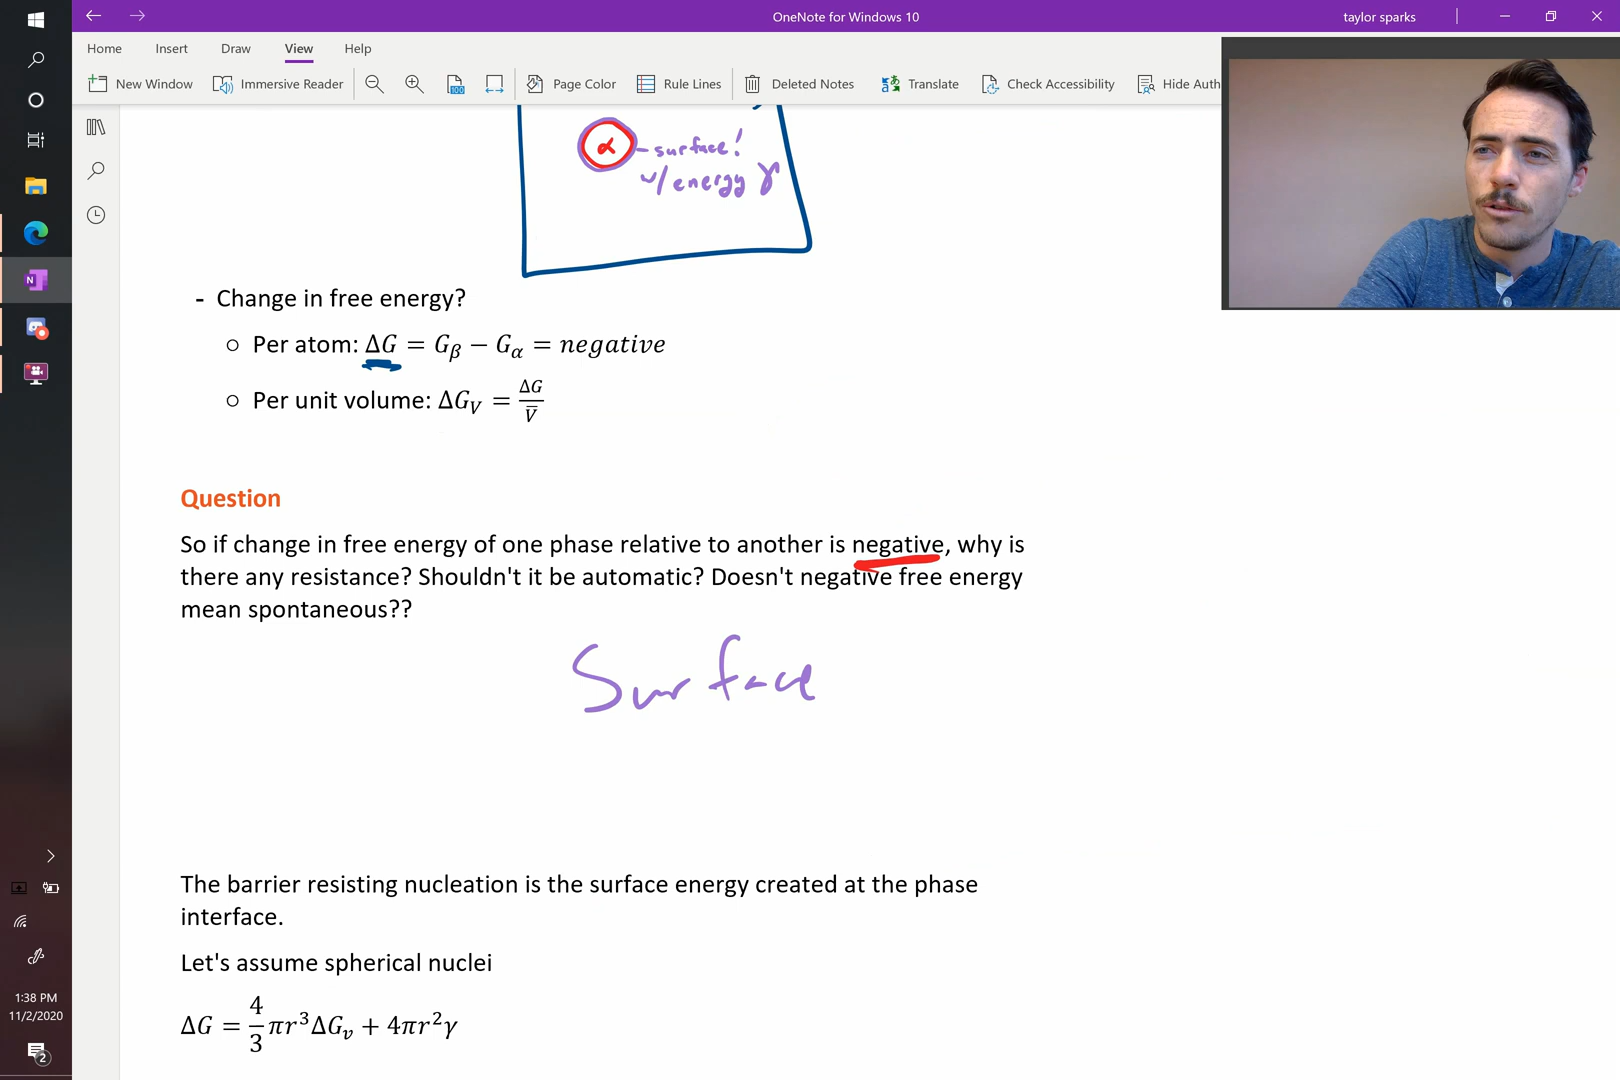 OneNote for Windows 10
taylor sparks
Home Insert Draw View Help
New Window Immersive Reader 100 Page Color Rule Lines Deleted Notes Translate Check Accessibility Hide Auth
α - surface!
w/ energy γ
- Change in free energy?
○ Per atom: ΔG = Gβ − Gα = negative
○ Per unit volume: ΔG_V = ΔG / V̅
Question
So if change in free energy of one phase relative to another is negative, why is
there any resistance? Shouldn't it be automatic? Doesn't negative free energy
mean spontaneous??
Surface
The barrier resisting nucleation is the surface energy created at the phase
interface.
Let's assume spherical nuclei
ΔG = 4/3 πr³ΔG_v + 4πr²γ
1:38 PM
11/2/2020
2